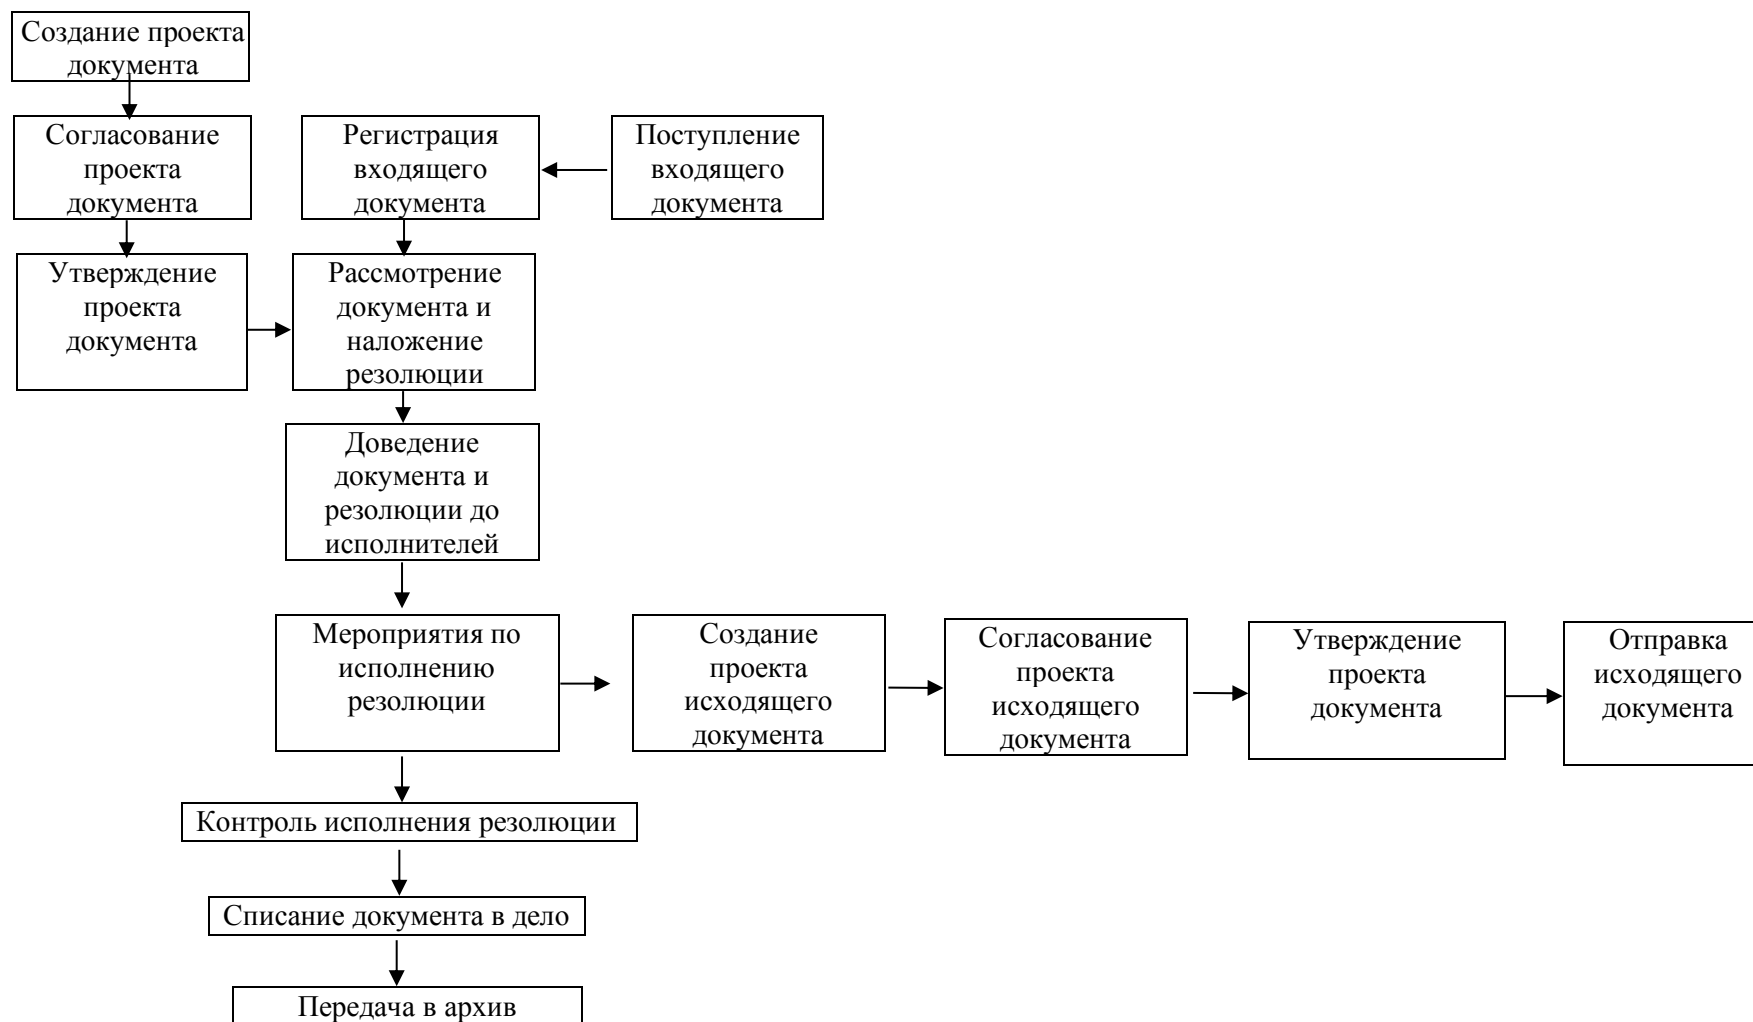 Создание проекта
документа
Согласование
проекта
документа
Регистрация
входящего
документа
Поступление
входящего
документа
Утверждение
проекта
документа
Рассмотрение
документа и
наложение
резолюции
Доведение
документа и
резолюции до
исполнителей
Мероприятия по
исполнению
резолюции
Создание
проекта
исходящего
документа
Согласование
проекта
исходящего
документа
Утверждение
проекта
документа
Отправка
исходящего
документа
Контроль исполнения резолюции
Списание документа в дело
Передача в архив